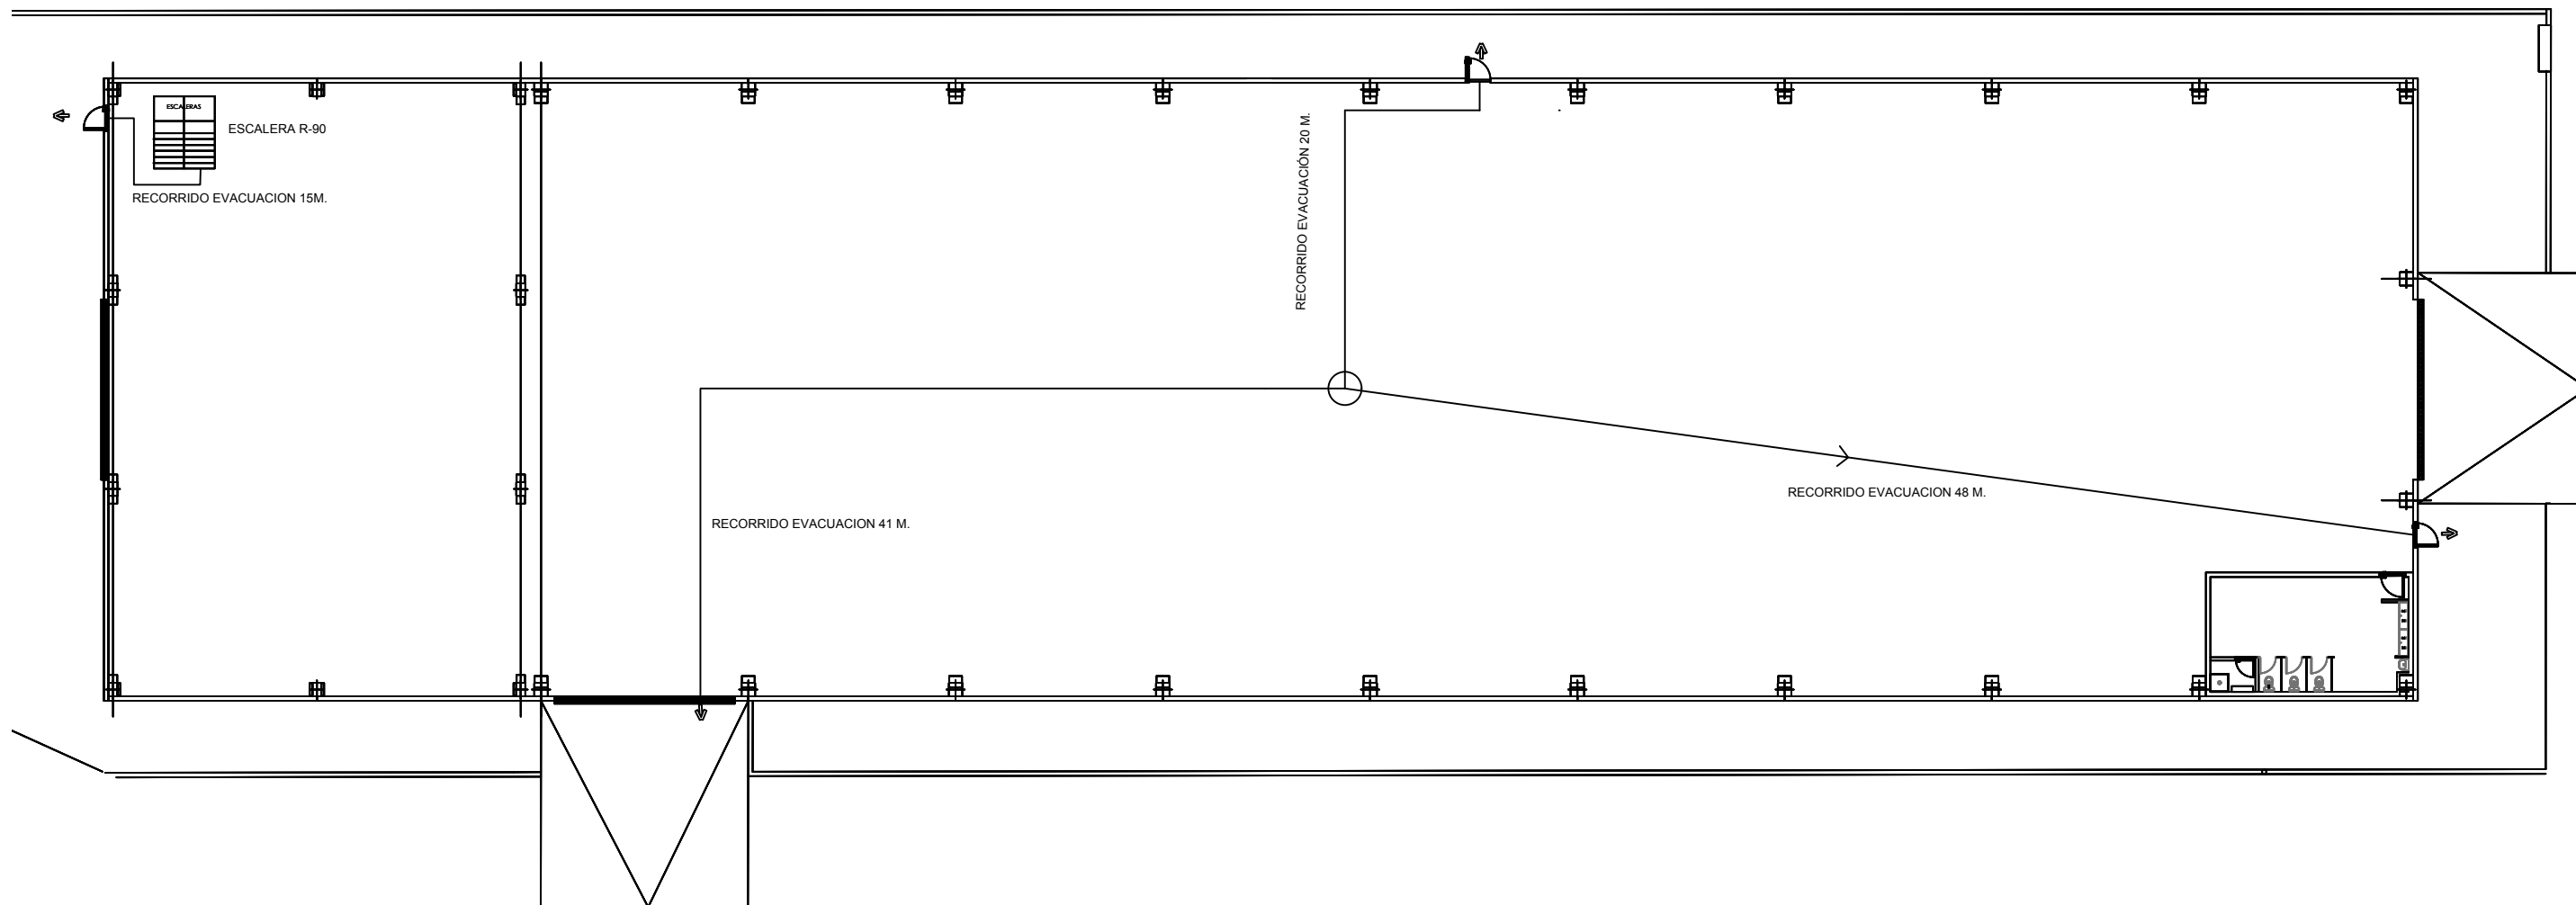 ESCALERAS
ESCALERA R-90
RECORRIDO EVACUACION 15M.
RECORRIDO EVACUACIÓN 20 M.
RECORRIDO EVACUACION 48 M.
RECORRIDO EVACUACION 41 M.